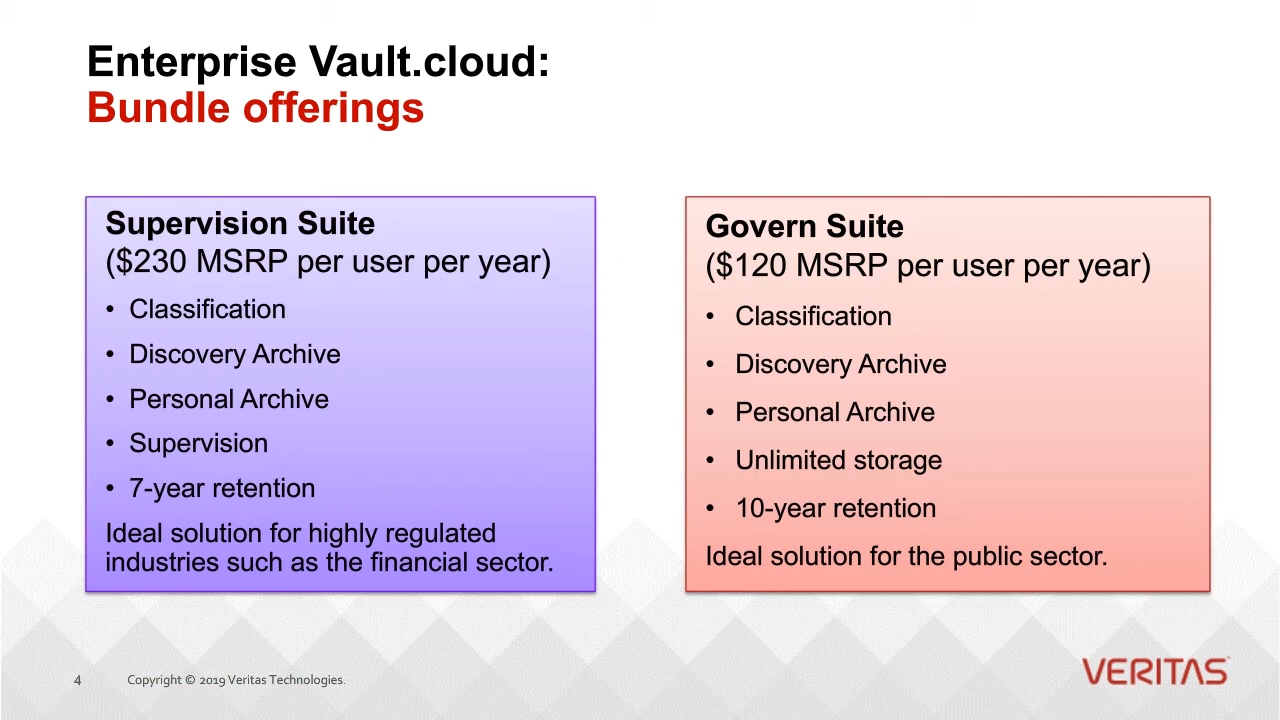 Enterprise Vault.cloud:
Bundle offerings
Supervision Suite
($230 MSRP per user per year)
• Classification
• Discovery Archive
• Personal Archive
• Supervision
• 7-year retention
Ideal solution for highly regulated
industries such as the financial sector.
Govern Suite
($120 MSRP per user per year)
• Classification
• Discovery Archive
• Personal Archive
• Unlimited storage
• 10-year retention
Ideal solution for the public sector.
4 Copyright © 2019 Veritas Technologies.
VERITAS